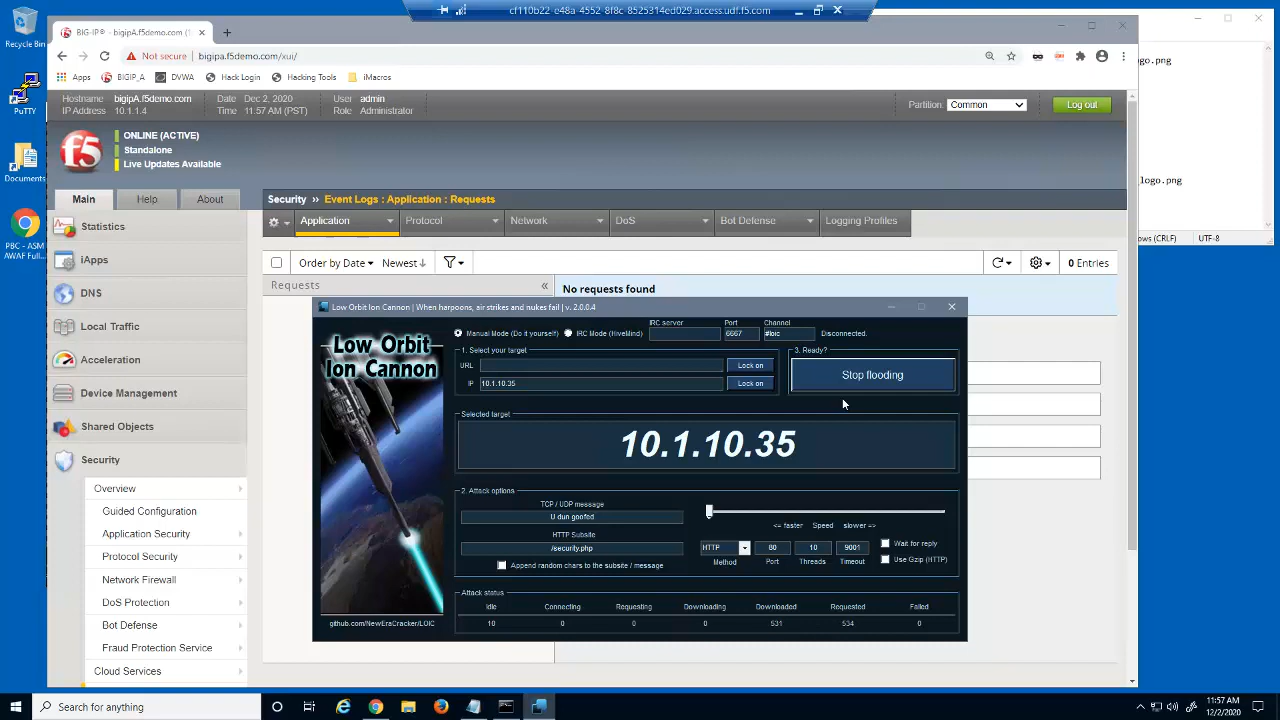 cf110b22-e48a-4552-8f8c-8525314ed029.access.udf.f5.com
Recycle Bin
PuTTY
Documents
PBC - ASM
AWAF Full...
BIG-IP® - bigipA.f5demo.com (1
Not secure
bigipa.f5demo.com/xui/
Apps
BIGIP_A
DVWA
Hack Login
Hacking Tools
iMacros
Hostname bigipA.f5demo.com
IP Address 10.1.1.4
Date Dec 2, 2020
Time 11:57 AM (PST)
User admin
Role Administrator
Partition: Common
Log out
f5
ONLINE (ACTIVE)
Standalone
Live Updates Available
Main
Help
About
Security ›› Event Logs : Application : Requests
Application
Protocol
Network
DoS
Bot Defense
Logging Profiles
Order by Date
Newest
0 Entries
Requests
No requests found
Statistics
iApps
DNS
Local Traffic
Acceleration
Device Management
Shared Objects
Security
Overview
Guided Configuration
Application Security
Protocol Security
Network Firewall
DoS Protection
Bot Defense
Fraud Protection Service
Cloud Services
Low Orbit Ion Cannon | When harpoons, air strikes and nukes fail | v. 2.0.0.4
Low Orbit
Ion Cannon
github.com/NewEraCracker/LOIC
Manual Mode (Do it yourself)
IRC Mode (HiveMind)
IRC server
Port
6667
Channel
#loic
Disconnected.
1. Select your target
URL
Lock on
IP 10.1.10.35
Lock on
3. Ready?
Stop flooding
Selected target
10.1.10.35
2. Attack options
TCP / UDP message
U dun goofed
HTTP Subsite
/security.php
Append random chars to the subsite / message
<= faster Speed slower =>
HTTP
80
10
9001
Method
Port
Threads
Timeout
Wait for reply
Use Gzip (HTTP)
Attack status
Idle Connecting Requesting Downloading Downloaded Requested Failed
10 0 0 0 531 534 0
ogo.png
logo.png
ows (CRLF)
UTF-8
Search for anything
11:57 AM
12/2/2020